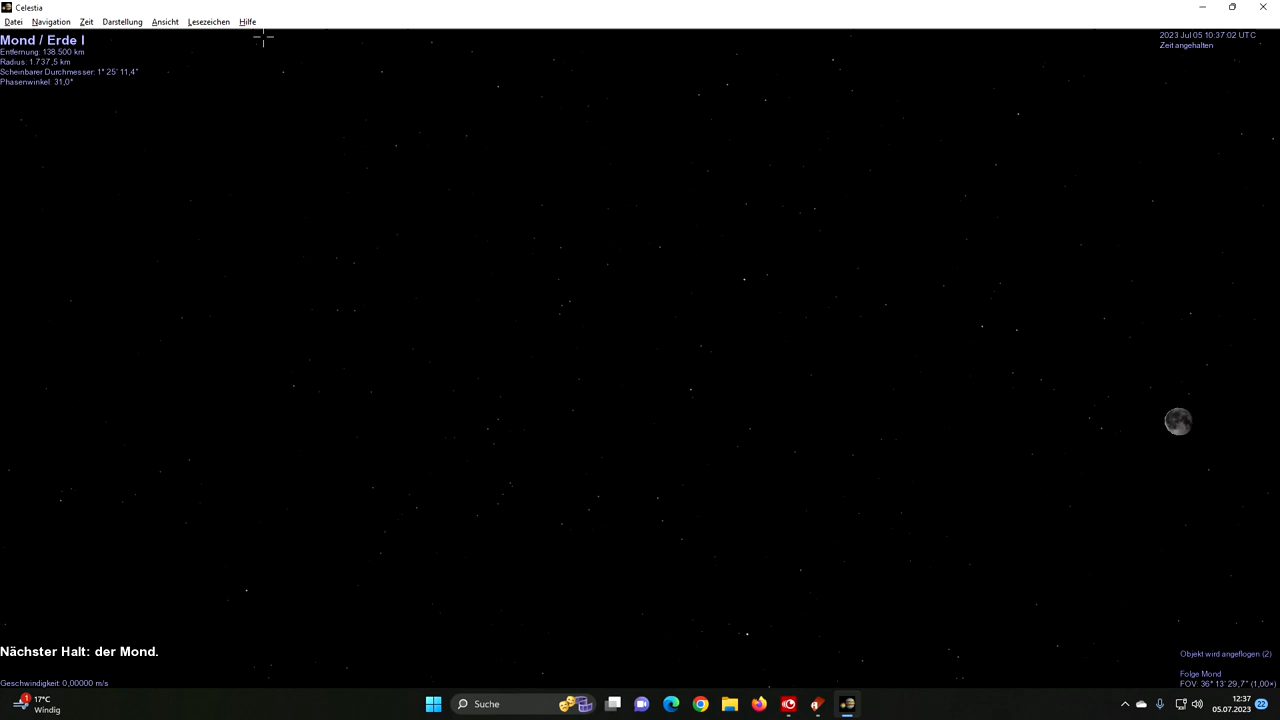 Celestia
Datei Navigation Zeit Darstellung Ansicht Lesezeichen Hilfe
Mond / Erde I
Entfernung: 138.500 km
Radius: 1.737,5 km
Scheinbarer Durchmesser: 1° 25' 11,4"
Phasenwinkel: 31,0°
2023 Jul 05 10:37:02 UTC
Zeit angehalten
Nächster Halt: der Mond.
Geschwindigkeit: 0,00000 m/s
Objekt wird angeflogen (2)
Folge Mond
FOV: 36° 13' 29,7" (1,00×)
1
17°C
Windig
Suche
12:37
05.07.2023
22